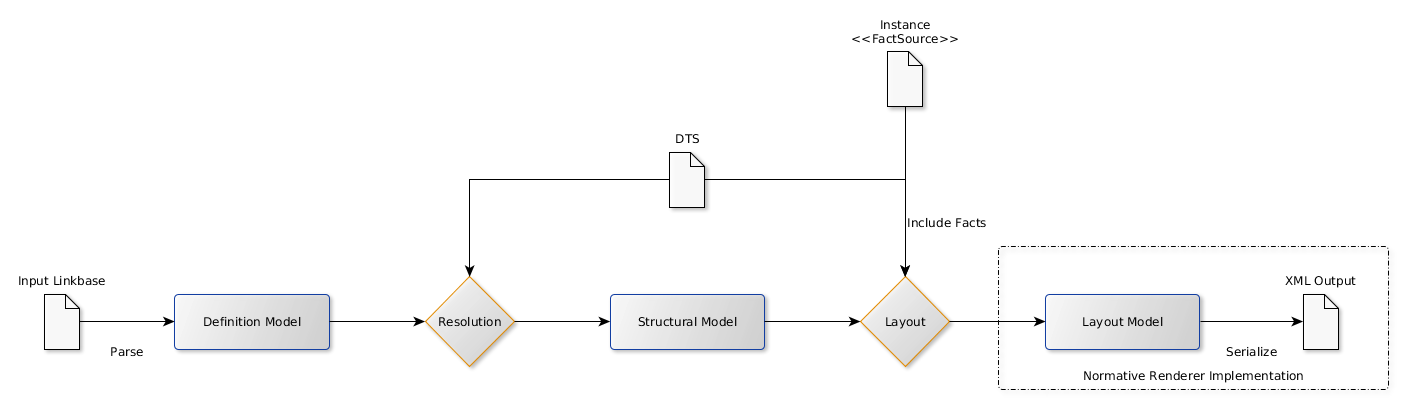 Instance
<<FactSource>>
DTS
Include Facts
Input Linkbase
XML Output
Definition Model
Resolution
Structural Model
Layout
Layout Model
Parse
Serialize
Normative Renderer Implementation